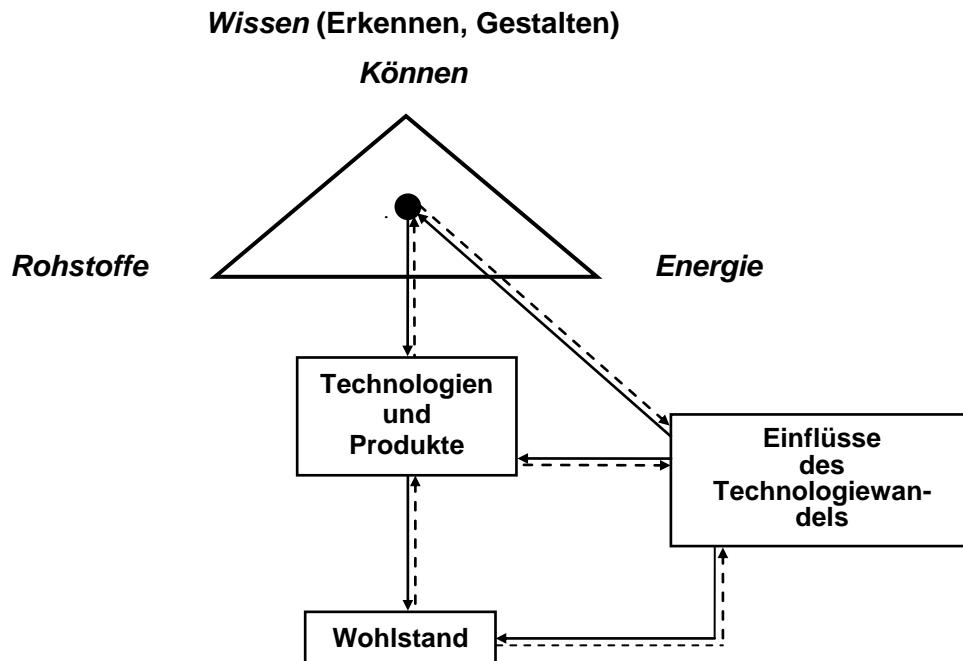 Wissen (Erkennen, Gestalten)
Können
Rohstoffe
Energie
Technologien
und
Produkte
Einflüsse
des
Technologiewan-
dels
Wohlstand